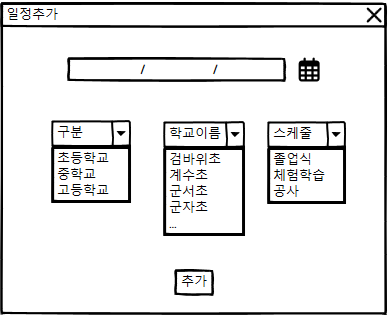 일정추가
/ /
구분
초등학교
중학교
고등학교
학교이름
검바위초
계수초
군서초
군자초
...
스케줄
졸업식
체험학습
공사
추가